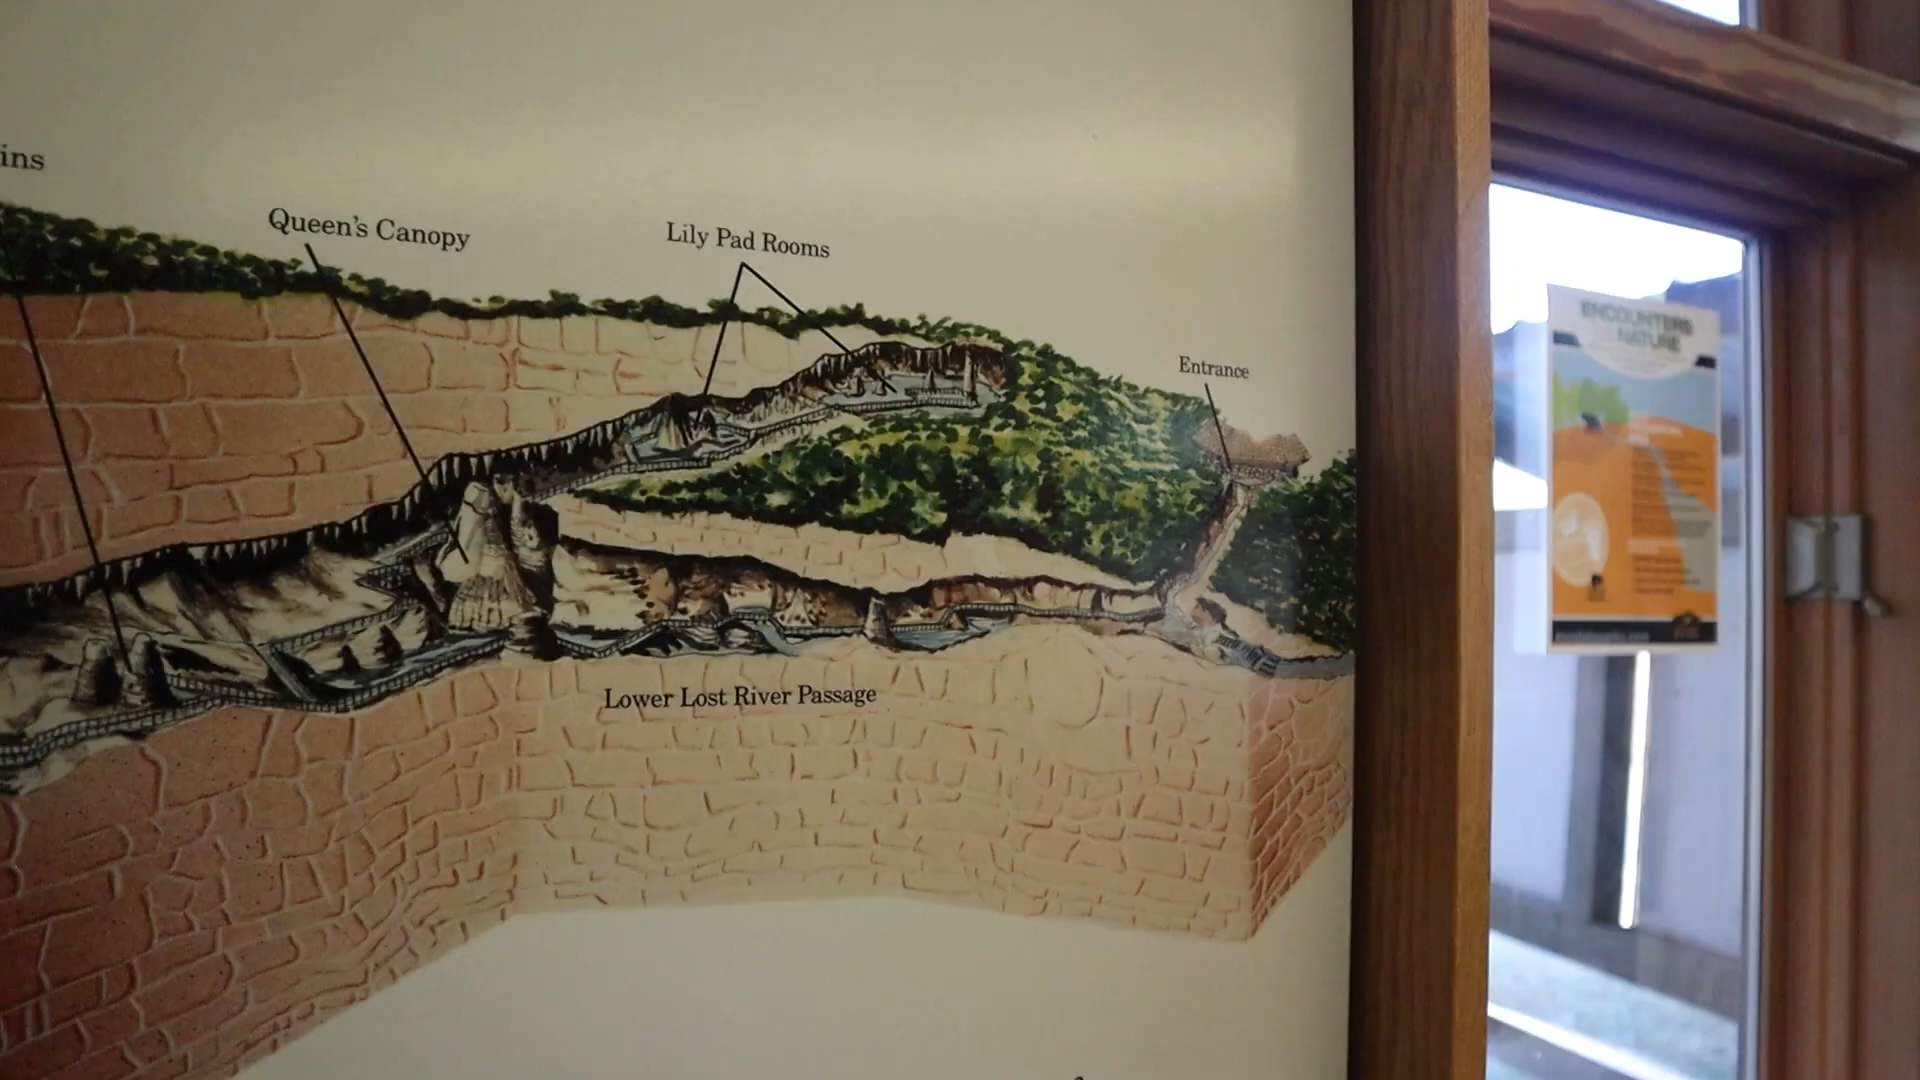 ins
Queen's Canopy
Lily Pad Rooms
Entrance
Lower Lost River Passage
ENCOUNTERS
NATURE